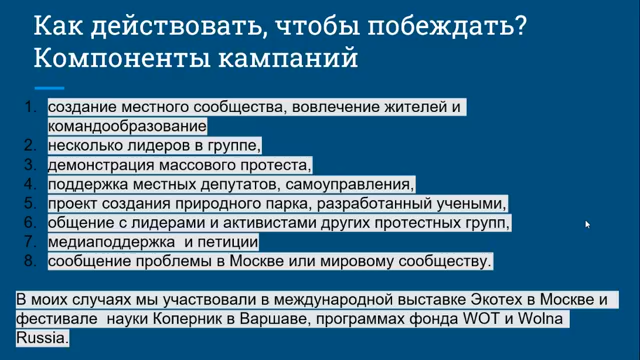 Как действовать, чтобы побеждать?
Компоненты кампаний
1. создание местного сообщества, вовлечение жителей и
командообразование
2. несколько лидеров в группе,
3. демонстрация массового протеста,
4. поддержка местных депутатов, самоуправления,
5. проект создания природного парка, разработанный учеными,
6. общение с лидерами и активистами других протестных групп,
7. медиаподдержка и петиции
8. сообщение проблемы в Москве или мировому сообществу.
В моих случаях мы участвовали в международной выставке Экотех в Москве и
фестивале науки Коперник в Варшаве, программах фонда WOT и Wolna
Russia.